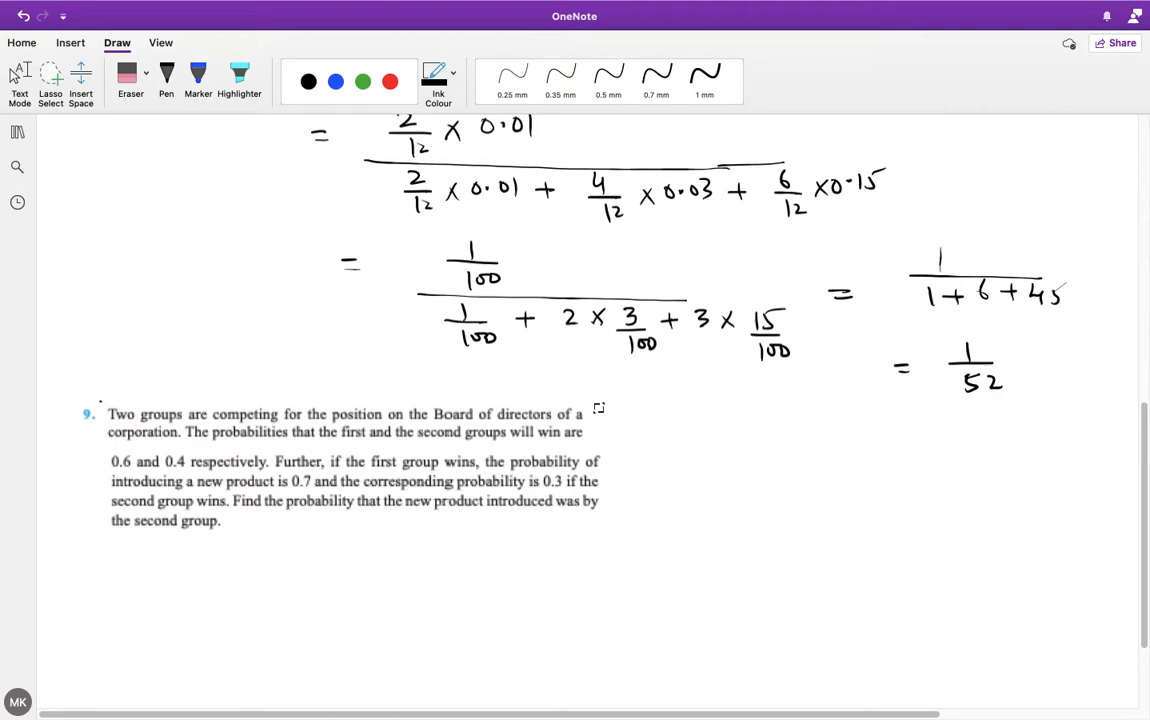 OneNote
Home Insert Draw View
Share
Text Mode
Lasso Select
Insert Space
Eraser
Pen
Marker
Highlighter
Ink Colour
0.25 mm
0.35 mm
0.5 mm
0.7 mm
1 mm
= 2/12 × 0.01
2/12 × 0.01 + 4/12 × 0.03 + 6/12 × 0.15
= 1/100
1/100 + 2 × 3/100 + 3 × 15/100
= 1
1 + 6 + 45
= 1/52
9. Two groups are competing for the position on the Board of directors of a
corporation. The probabilities that the first and the second groups will win are
0.6 and 0.4 respectively. Further, if the first group wins, the probability of
introducing a new product is 0.7 and the corresponding probability is 0.3 if the
second group wins. Find the probability that the new product introduced was by
the second group.
MK